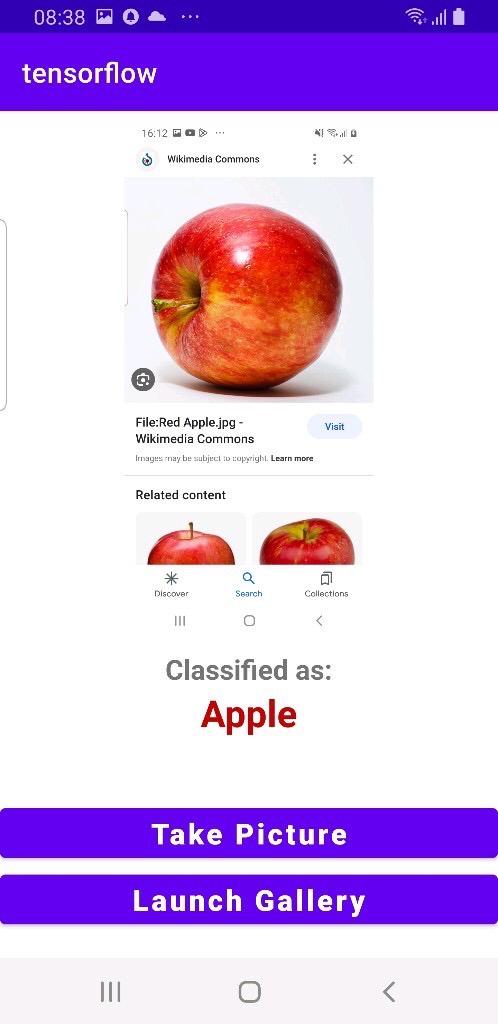 08:38
tensorflow
16:12
Wikimedia Commons
File:Red Apple.jpg -
Wikimedia Commons
Visit
Images may be subject to copyright. Learn more
Related content
Discover
Search
Collections
Classified as:
Apple
Take Picture
Launch Gallery